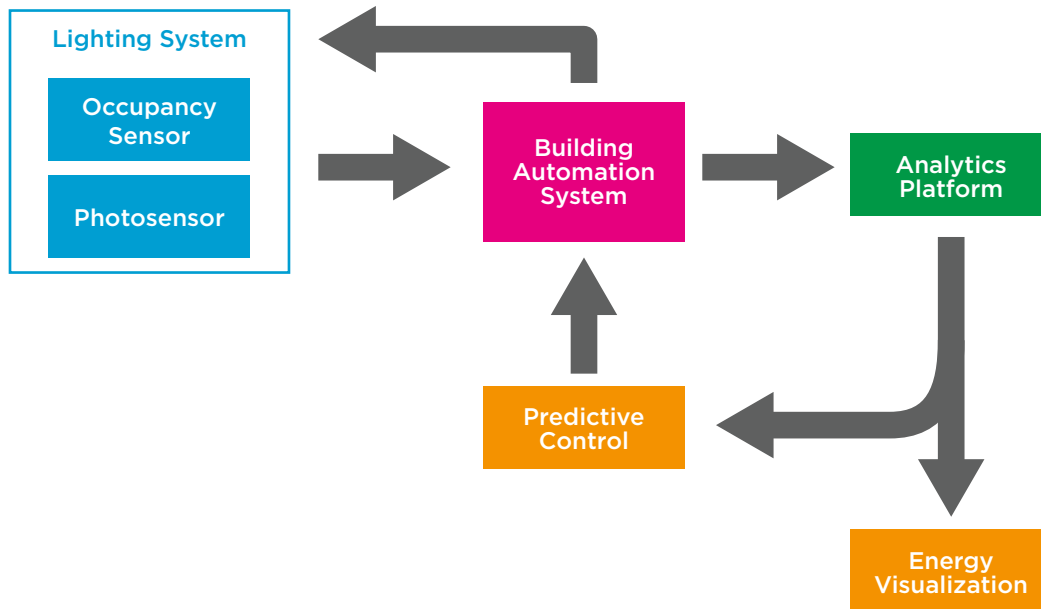 Lighting System
Occupancy
Sensor
Photosensor
Building
Automation
System
Analytics
Platform
Predictive
Control
Energy
Visualization